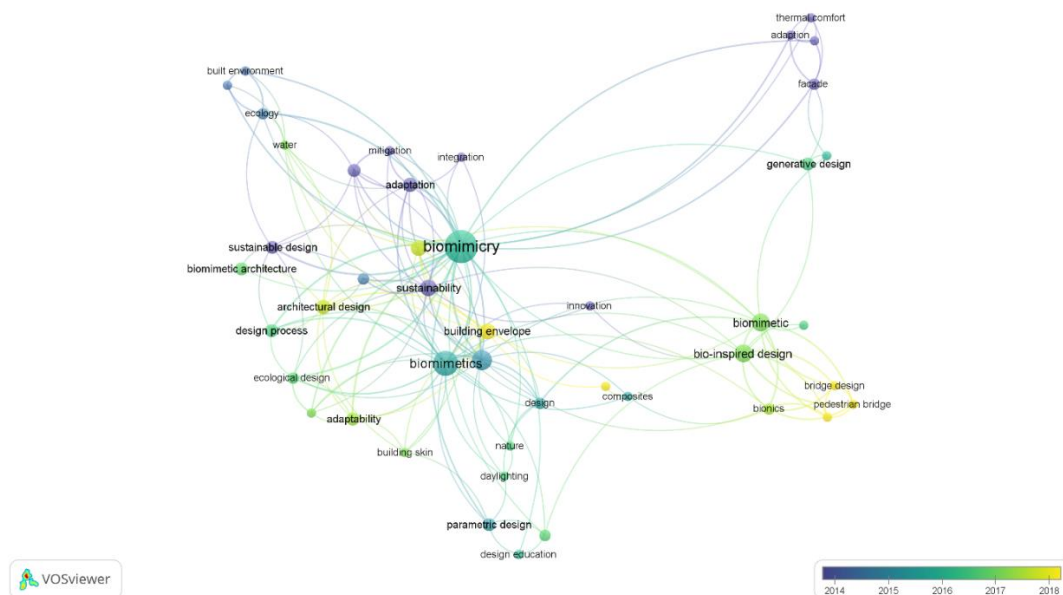 thermal comfort
adaption
built environment
facade
ecology
water
mitigation
integration
generative design
adaptation
biomimicry
sustainable design
biomimetic architecture
sustainability
architectural design
innovation
design process
building envelope
biomimetic
biomimetics
bio-inspired design
ecological design
bridge design
composites
design
pedestrian bridge
bionics
adaptability
nature
building skin
daylighting
parametric design
design education
VOSviewer
2014 2015 2016 2017 2018